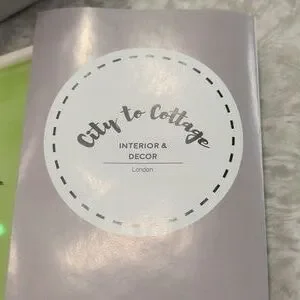 City to Cottage
INTERIOR &
DECOR
London